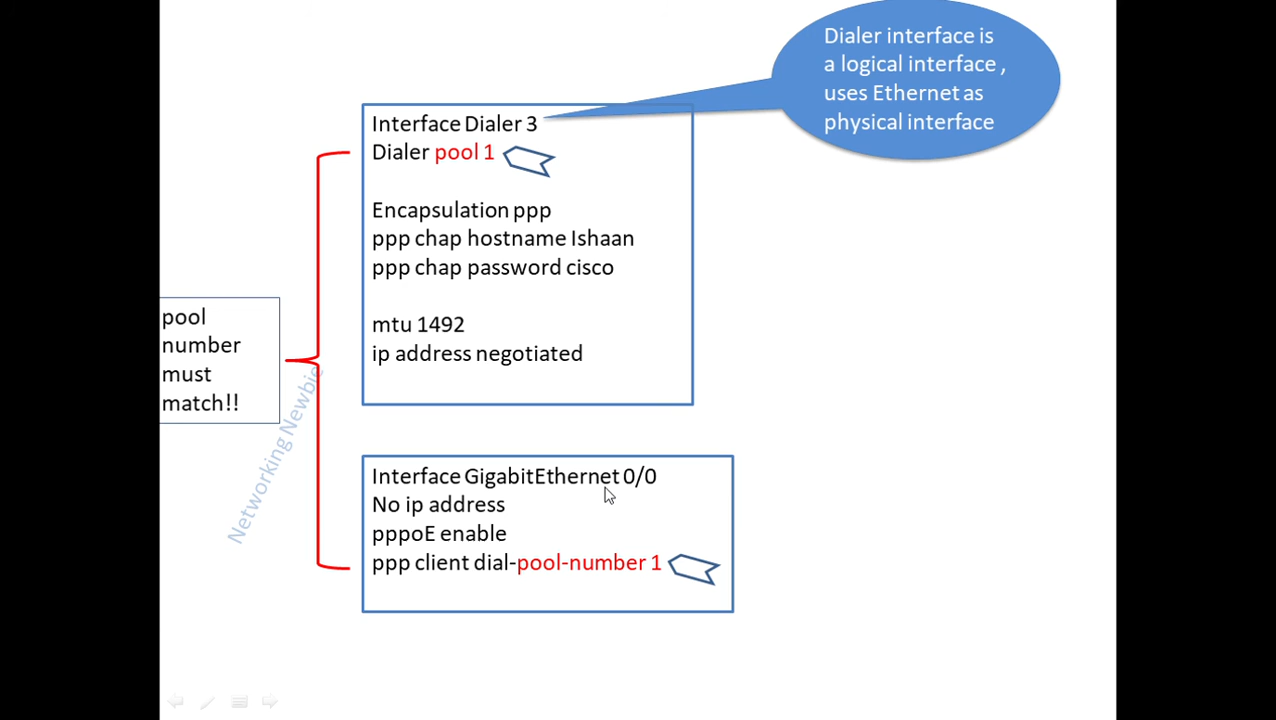 Dialer interface is
a logical interface ,
uses Ethernet as
physical interface
Interface Dialer 3
Dialer pool 1
Encapsulation ppp
ppp chap hostname Ishaan
ppp chap password cisco
mtu 1492
ip address negotiated
pool
number
must
match!!
Networking Newbie
Interface GigabitEthernet 0/0
No ip address
pppoE enable
ppp client dial-pool-number 1